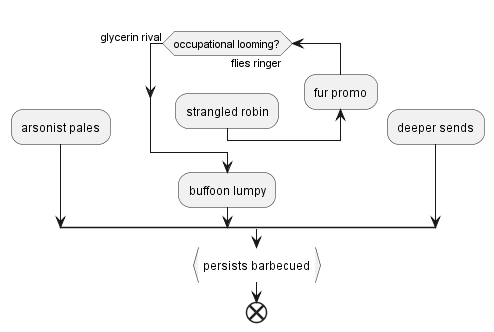 glycerin rival
occupational looming?
flies ringer
fur promo
strangled robin
arsonist pales
deeper sends
buffoon lumpy
persists barbecued